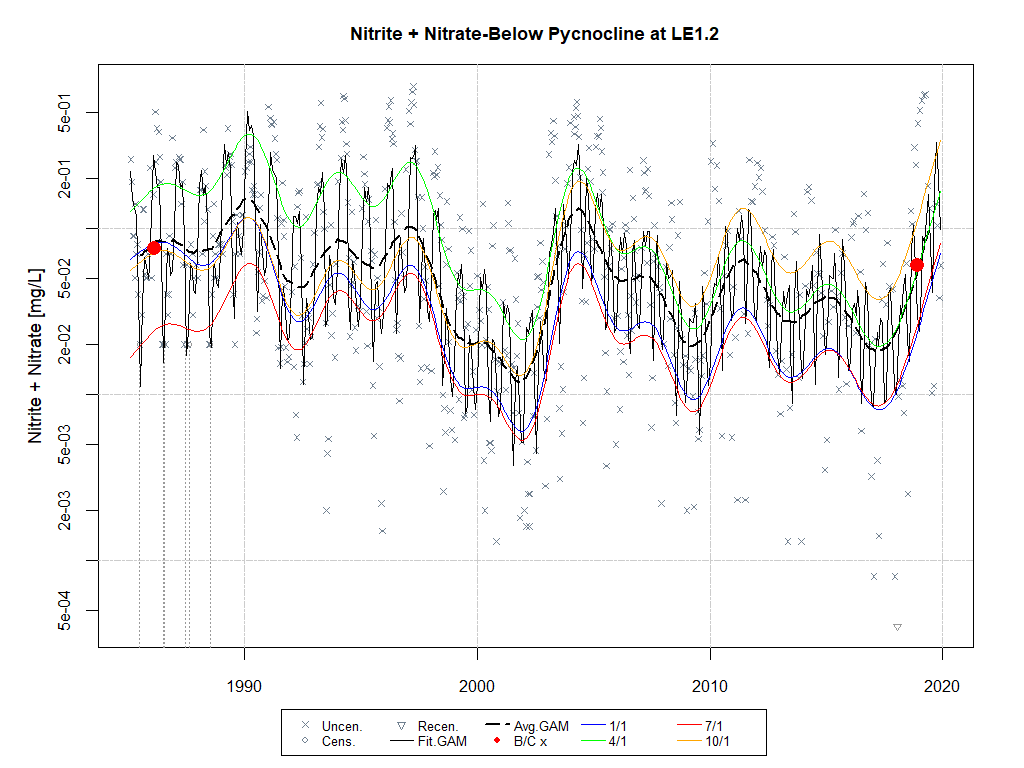 Nitrite + Nitrate-Below Pycnocline at LE1.2
Nitrite + Nitrate [mg/L]
5e-01
2e-01
5e-02
2e-02
5e-03
2e-03
5e-04
1990 2000 2010 2020
Uncen. Recen. Avg.GAM 1/1 7/1
Cens. Fit.GAM B/C x 4/1 10/1